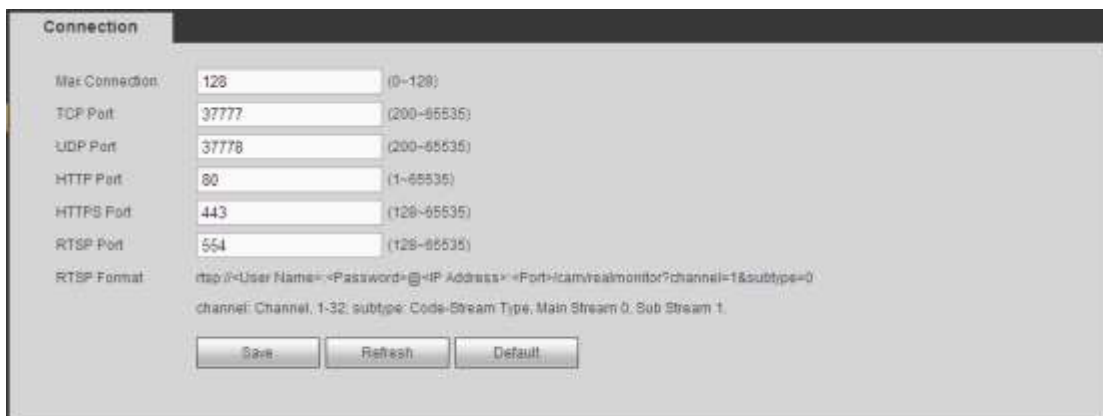 Connection
Max Connection 128 (0~128)
TCP Port 37777 (200~65535)
UDP Port 37778 (200~65535)
HTTP Port 80 (1~65535)
HTTPS Port 443 (128~65535)
RTSP Port 554 (128~65535)
RTSP Format rtsp://<User Name>:<Password>@<IP Address>:<Port>/cam/realmonitor?channel=1&subtype=0
channel: Channel, 1-32; subtype: Code-Stream Type, Main Stream 0, Sub Stream 1.
Save Refresh Default